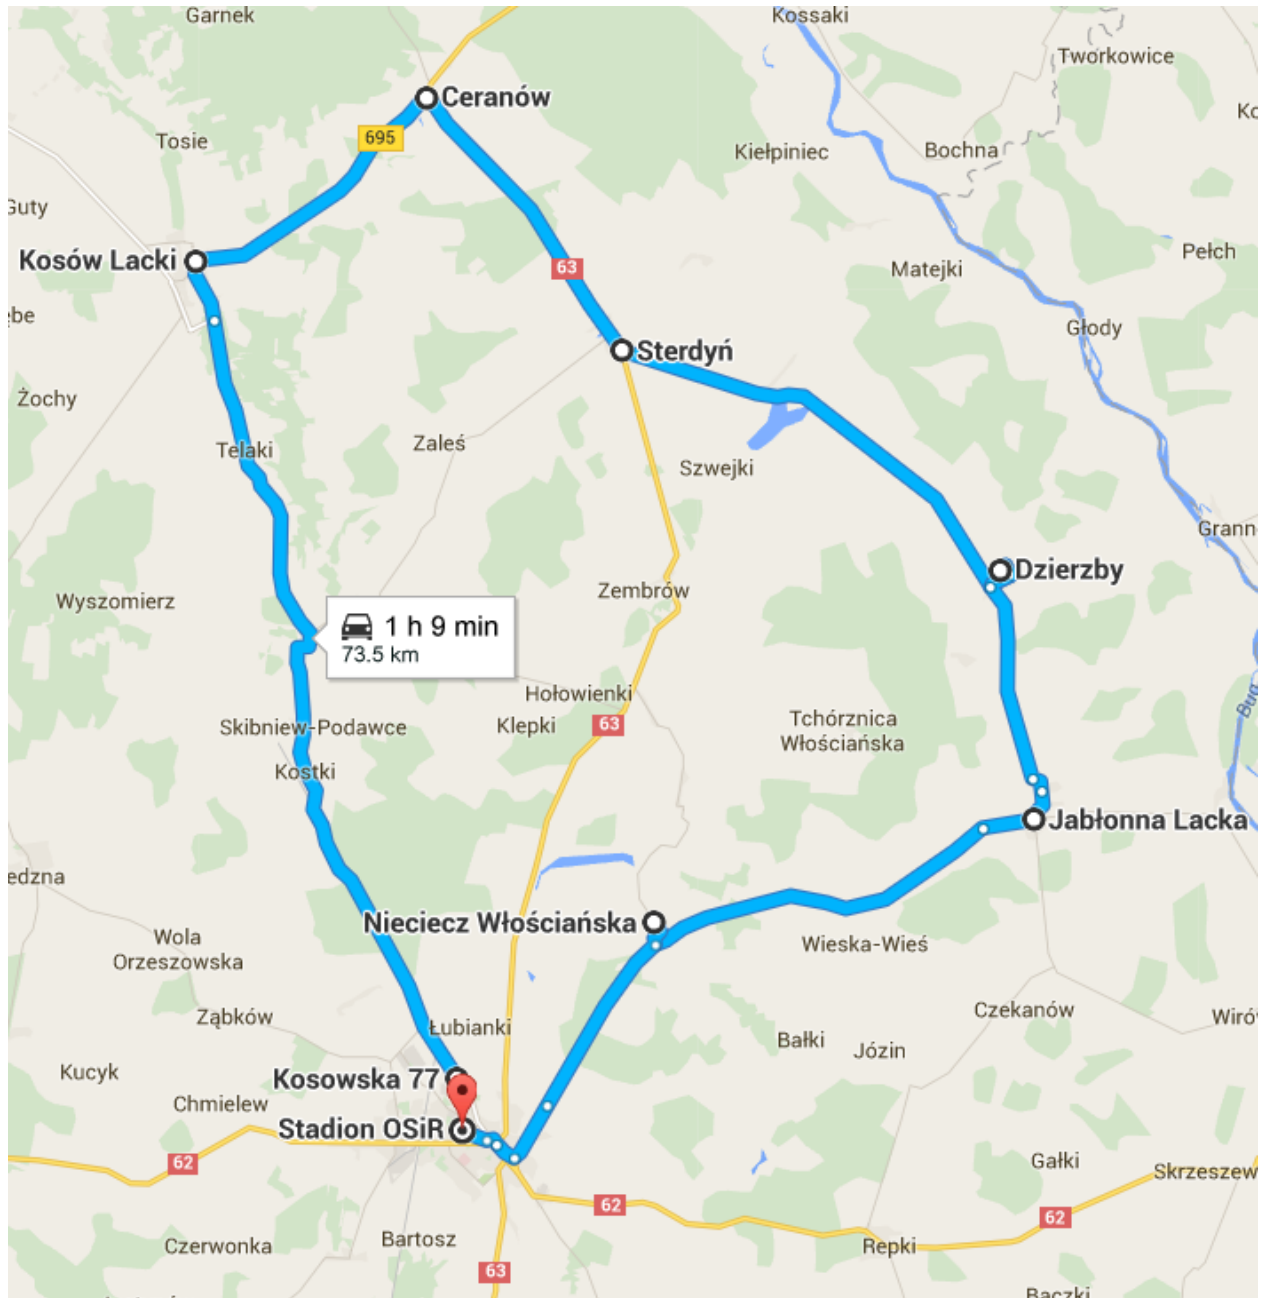 Garnek
Kossaki
Tworkowice
Ceranów
695
Tosie
Kiełpiniec
Bochna
Guty
Pełch
Kosów Lacki
63
Matejki
Głody
Sterdyń
Żochy
Telaki
Zaleś
Szwejki
Dzierzby
Wyszomierz
Zembrów
1 h 9 min
73.5 km
Hołowienki
Klepki
63
Skibniew-Podawce
Tchórznica
Włościańska
Bug
Kostki
Jabłonna Lacka
Nieciecz Włościańska
Wola
Orzeszowska
Wieska-Wieś
Ząbków
Łubianki
Czekanów
Bałki
Józin
Kucyk
Kosowska 77
Chmielew
Stadion OSiR
62
Gałki
Skrzeszew
62
62
Bartosz
Czerwonka
Repki
63